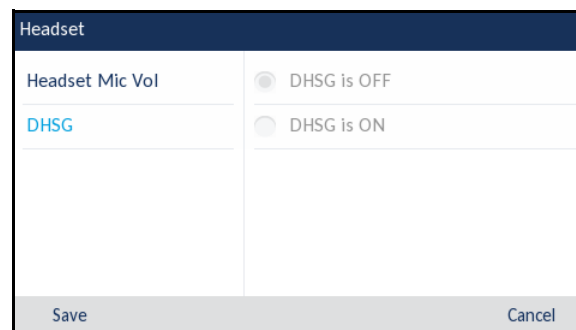 Headset
Headset Mic Vol
DHSG is OFF
DHSG
DHSG is ON
Save
Cancel